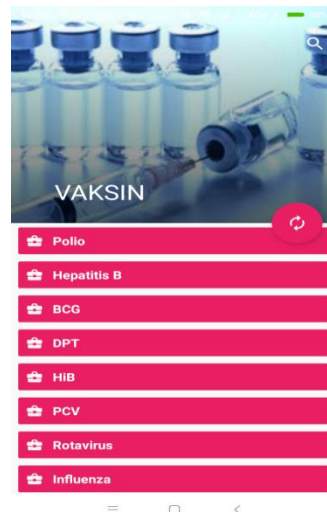 VAKSIN
Polio
Hepatitis B
BCG
DPT
HiB
PCV
Rotavirus
Influenza